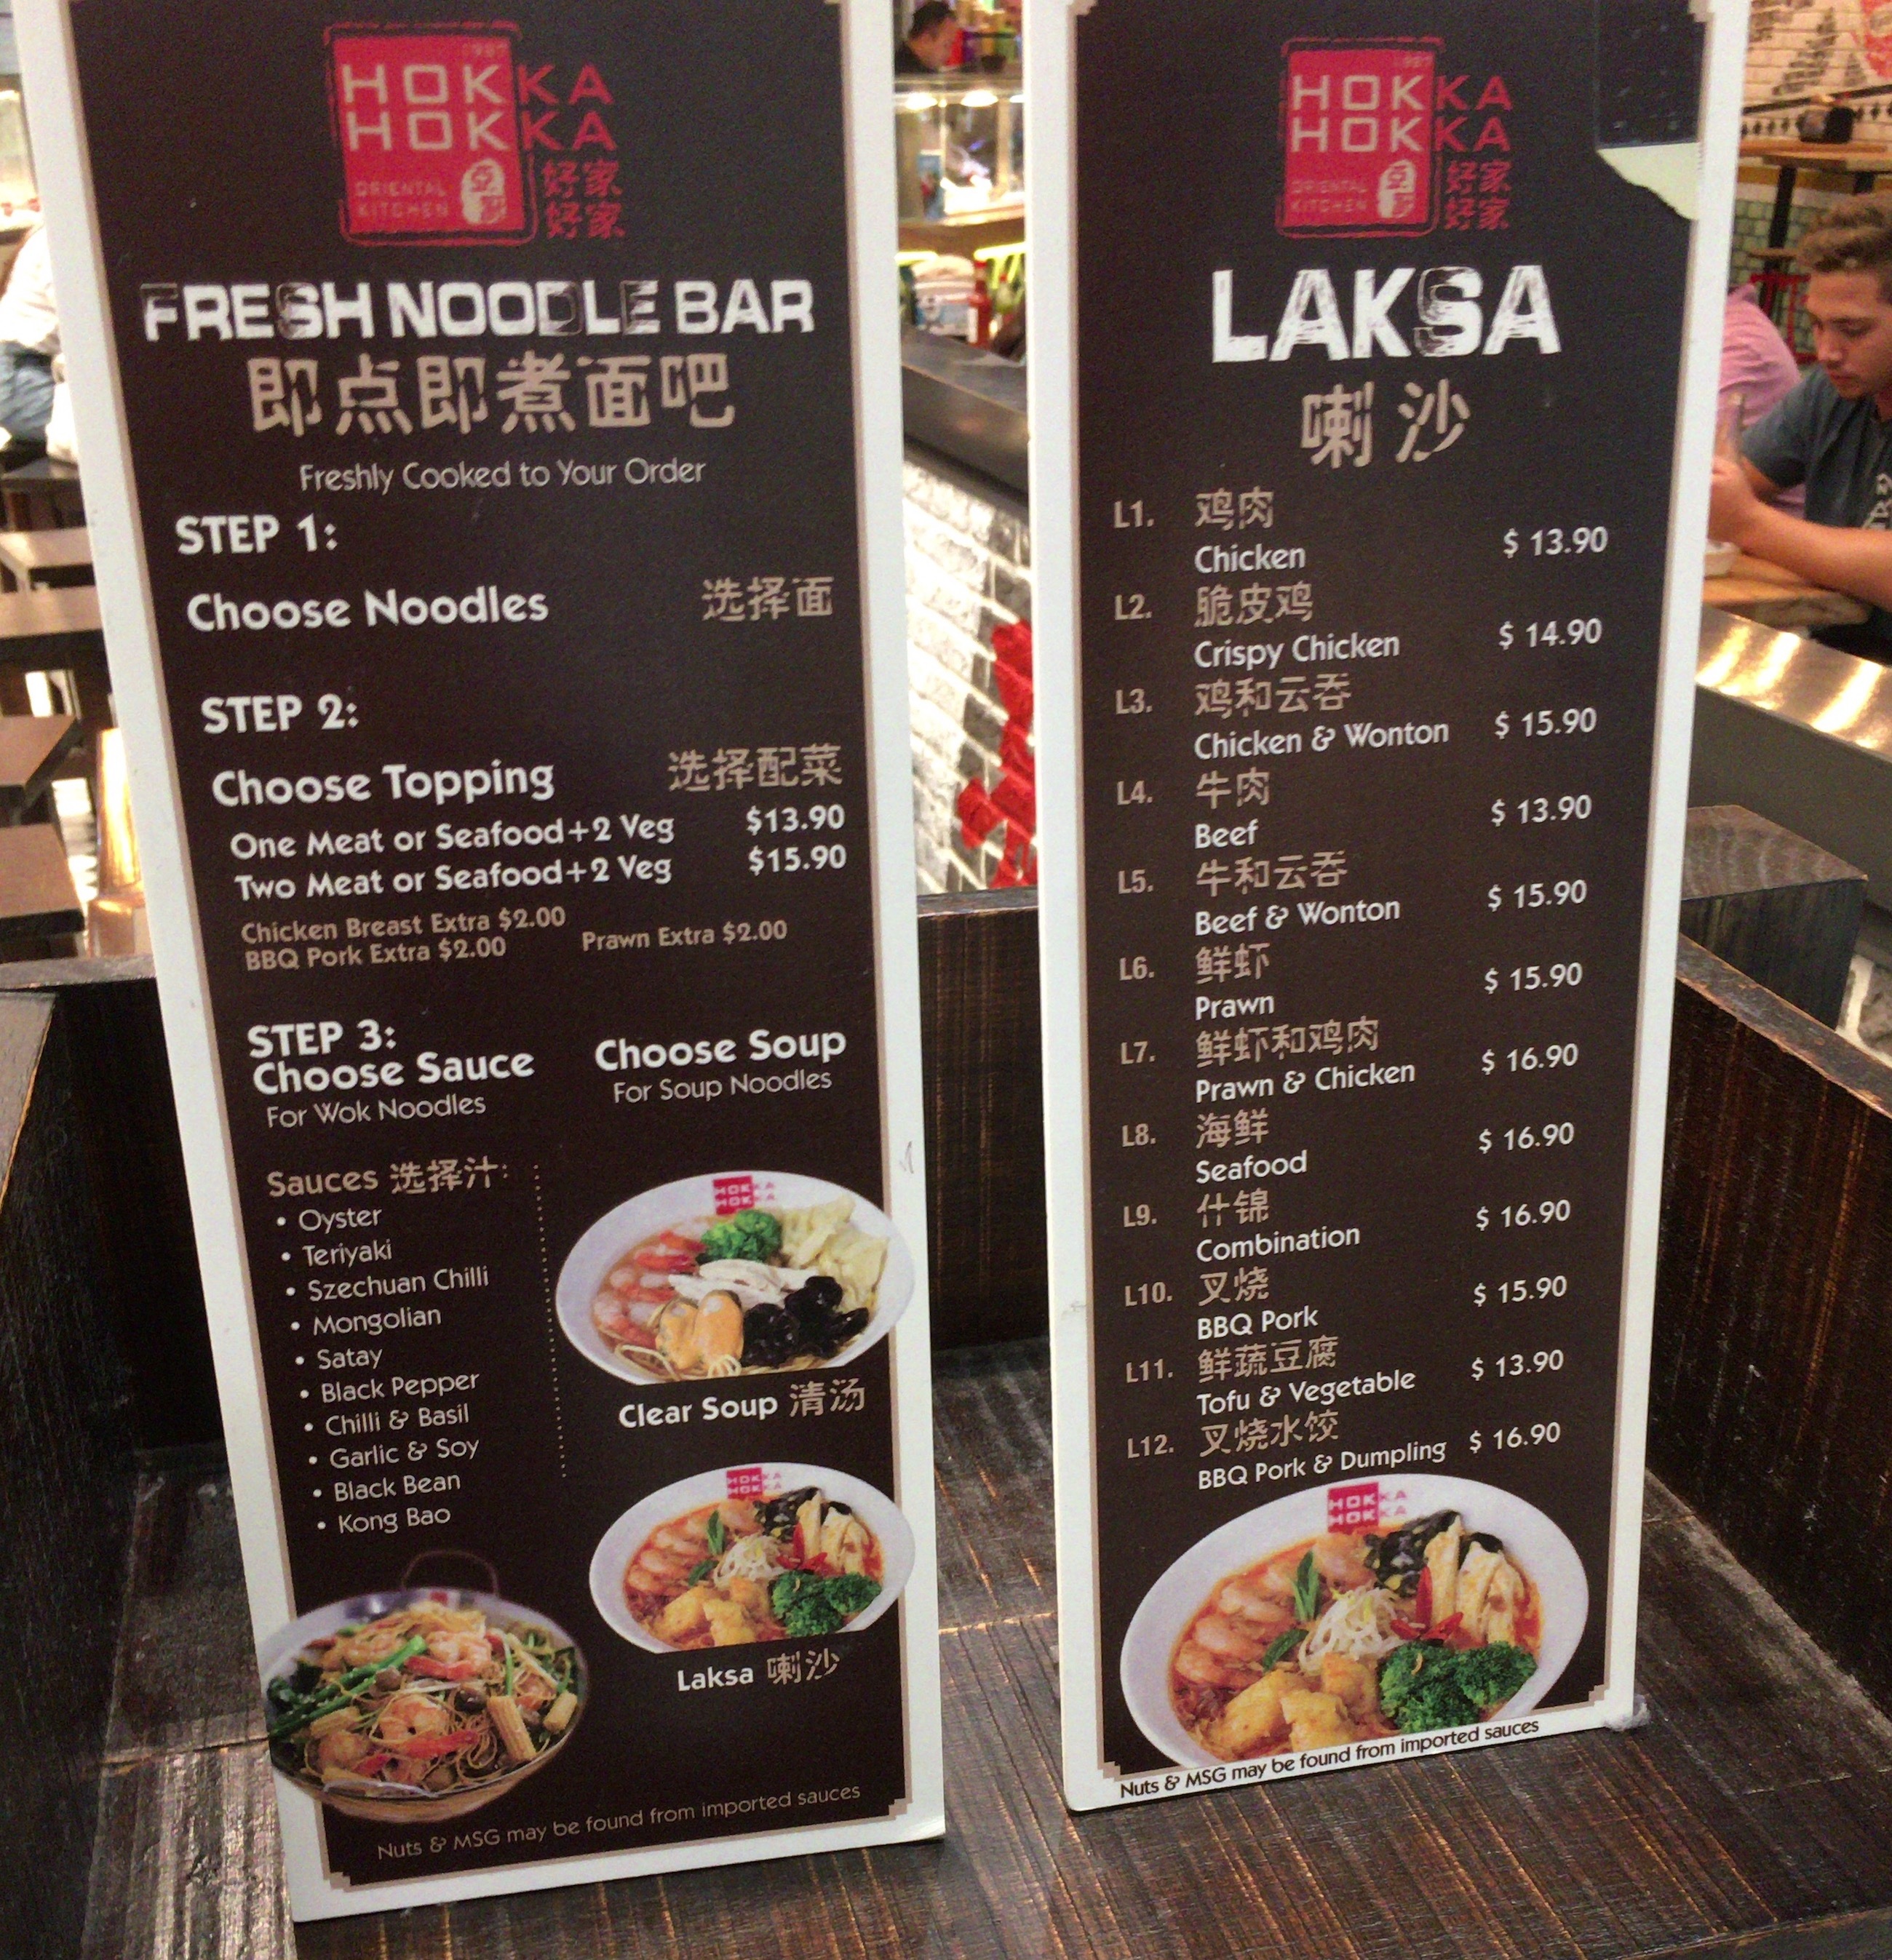 1987
HOKKA
HOKKA
ORIENTAL
KITCHEN
好家
好家
FRESH NOODLE BAR
即点即煮面吧
Freshly Cooked to Your Order
STEP 1:
Choose Noodles 选择面
STEP 2:
Choose Topping 选择配菜
One Meat or Seafood+2 Veg $13.90
Two Meat or Seafood+2 Veg $15.90
Chicken Breast Extra $2.00
BBQ Pork Extra $2.00 Prawn Extra $2.00
STEP 3:
Choose Sauce
For Wok Noodles
Choose Soup
For Soup Noodles
Sauces 选择汁:
• Oyster
• Teriyaki
• Szechuan Chilli
• Mongolian
• Satay
• Black Pepper
• Chilli & Basil
• Garlic & Soy
• Black Bean
• Kong Bao
HOKKA
HOKKA
Clear Soup 清汤
HOKKA
HOKKA
Laksa 喇沙
Nuts & MSG may be found from imported sauces
1987
HOKKA
HOKKA
ORIENTAL
KITCHEN
好家
好家
LAKSA
喇沙
L1. 鸡肉
Chicken $ 13.90
L2. 脆皮鸡
Crispy Chicken $ 14.90
L3. 鸡和云吞
Chicken & Wonton $ 15.90
L4. 牛肉
Beef $ 13.90
L5. 牛和云吞
Beef & Wonton $ 15.90
L6. 鲜虾
Prawn $ 15.90
L7. 鲜虾和鸡肉
Prawn & Chicken $ 16.90
L8. 海鲜
Seafood $ 16.90
L9. 什锦
Combination $ 16.90
L10. 叉烧
BBQ Pork $ 15.90
L11. 鲜蔬豆腐
Tofu & Vegetable $ 13.90
L12. 叉烧水饺
BBQ Pork & Dumpling $ 16.90
HOKKA
HOKKA
Nuts & MSG may be found from imported sauces